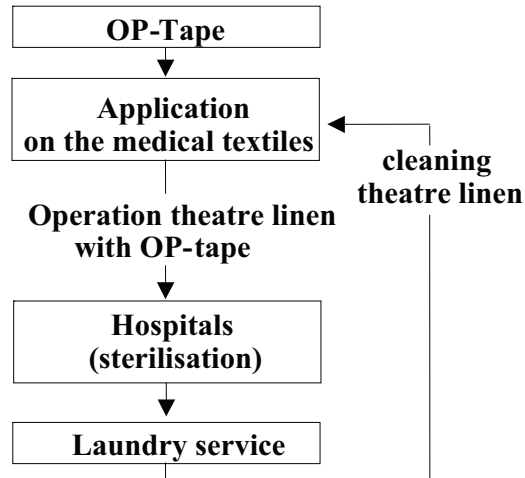 OP-Tape
Application
on the medical textiles
cleaning
theatre linen
Operation theatre linen
with OP-tape
Hospitals
(sterilisation)
Laundry service